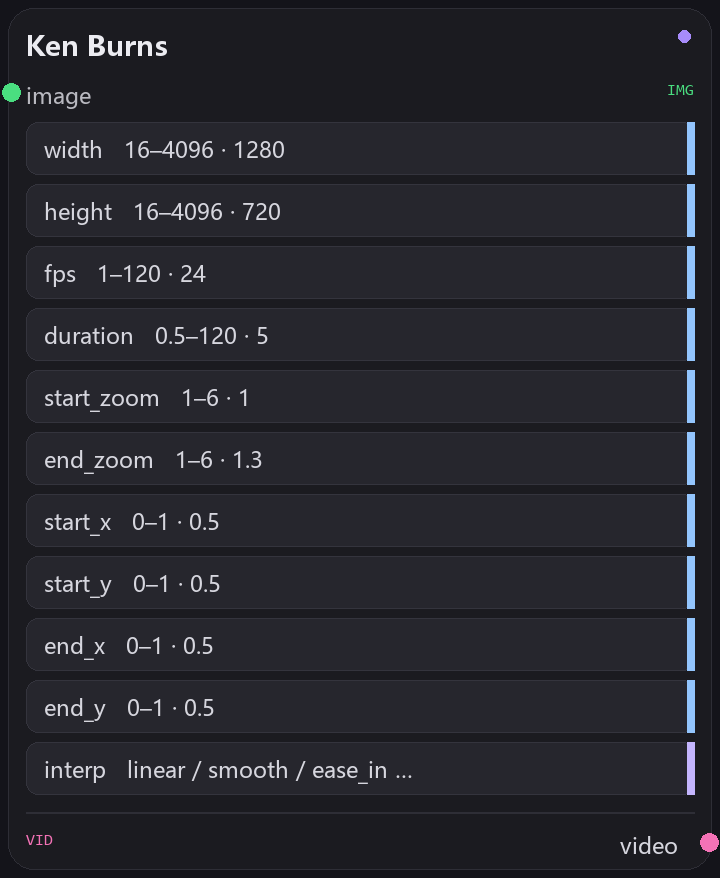 Ken Burns
image IMG
width 16–4096 · 1280
height 16–4096 · 720
fps 1–120 · 24
duration 0.5–120 · 5
start_zoom 1–6 · 1
end_zoom 1–6 · 1.3
start_x 0–1 · 0.5
start_y 0–1 · 0.5
end_x 0–1 · 0.5
end_y 0–1 · 0.5
interp linear / smooth / ease_in ...
VID video